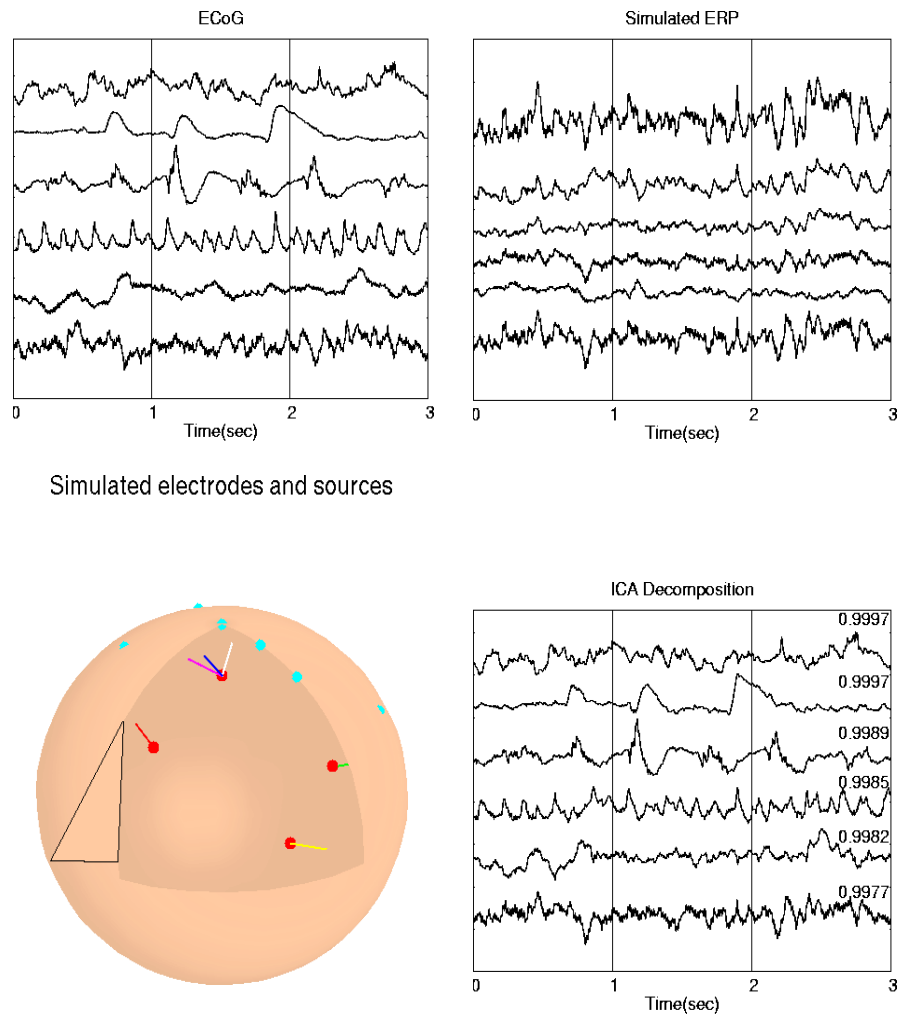 ECoG
0 1 2 3
Time(sec)
Simulated ERP
0 1 2 3
Time(sec)
Simulated electrodes and sources
ICA Decomposition
0.9997
0.9997
0.9989
0.9985
0.9982
0.9977
0 1 2 3
Time(sec)